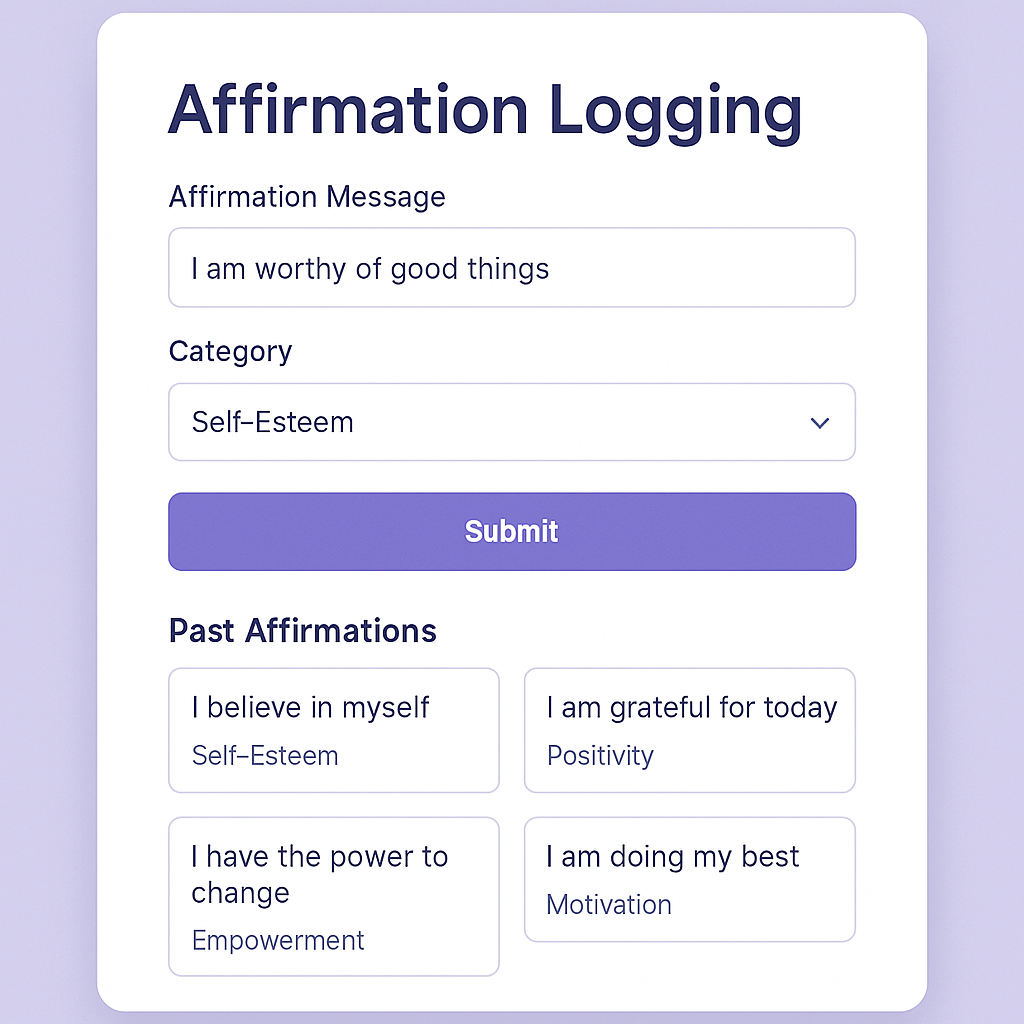 Affirmation Logging
Affirmation Message
I am worthy of good things
Category
Self–Esteem
Submit
Past Affirmations
I believe in myself
Self–Esteem
I am grateful for today
Positivity
I have the power to
change
Empowerment
I am doing my best
Motivation